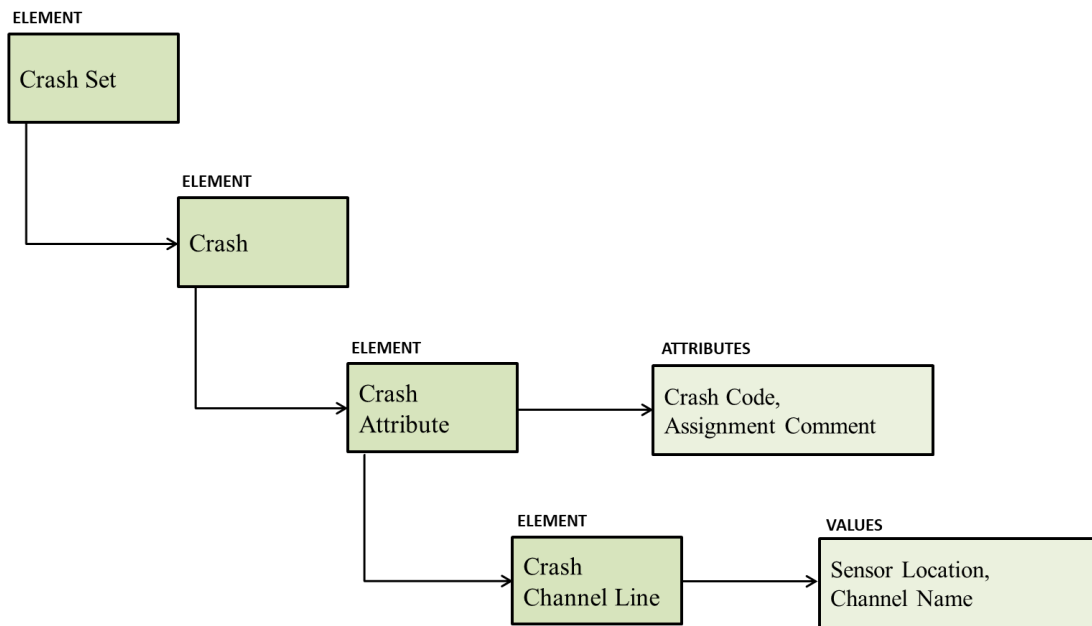 ELEMENT
Crash Set
ELEMENT
Crash
ELEMENT
Crash
Attribute
ATTRIBUTES
Crash Code,
Assignment Comment
ELEMENT
Crash
Channel Line
VALUES
Sensor Location,
Channel Name